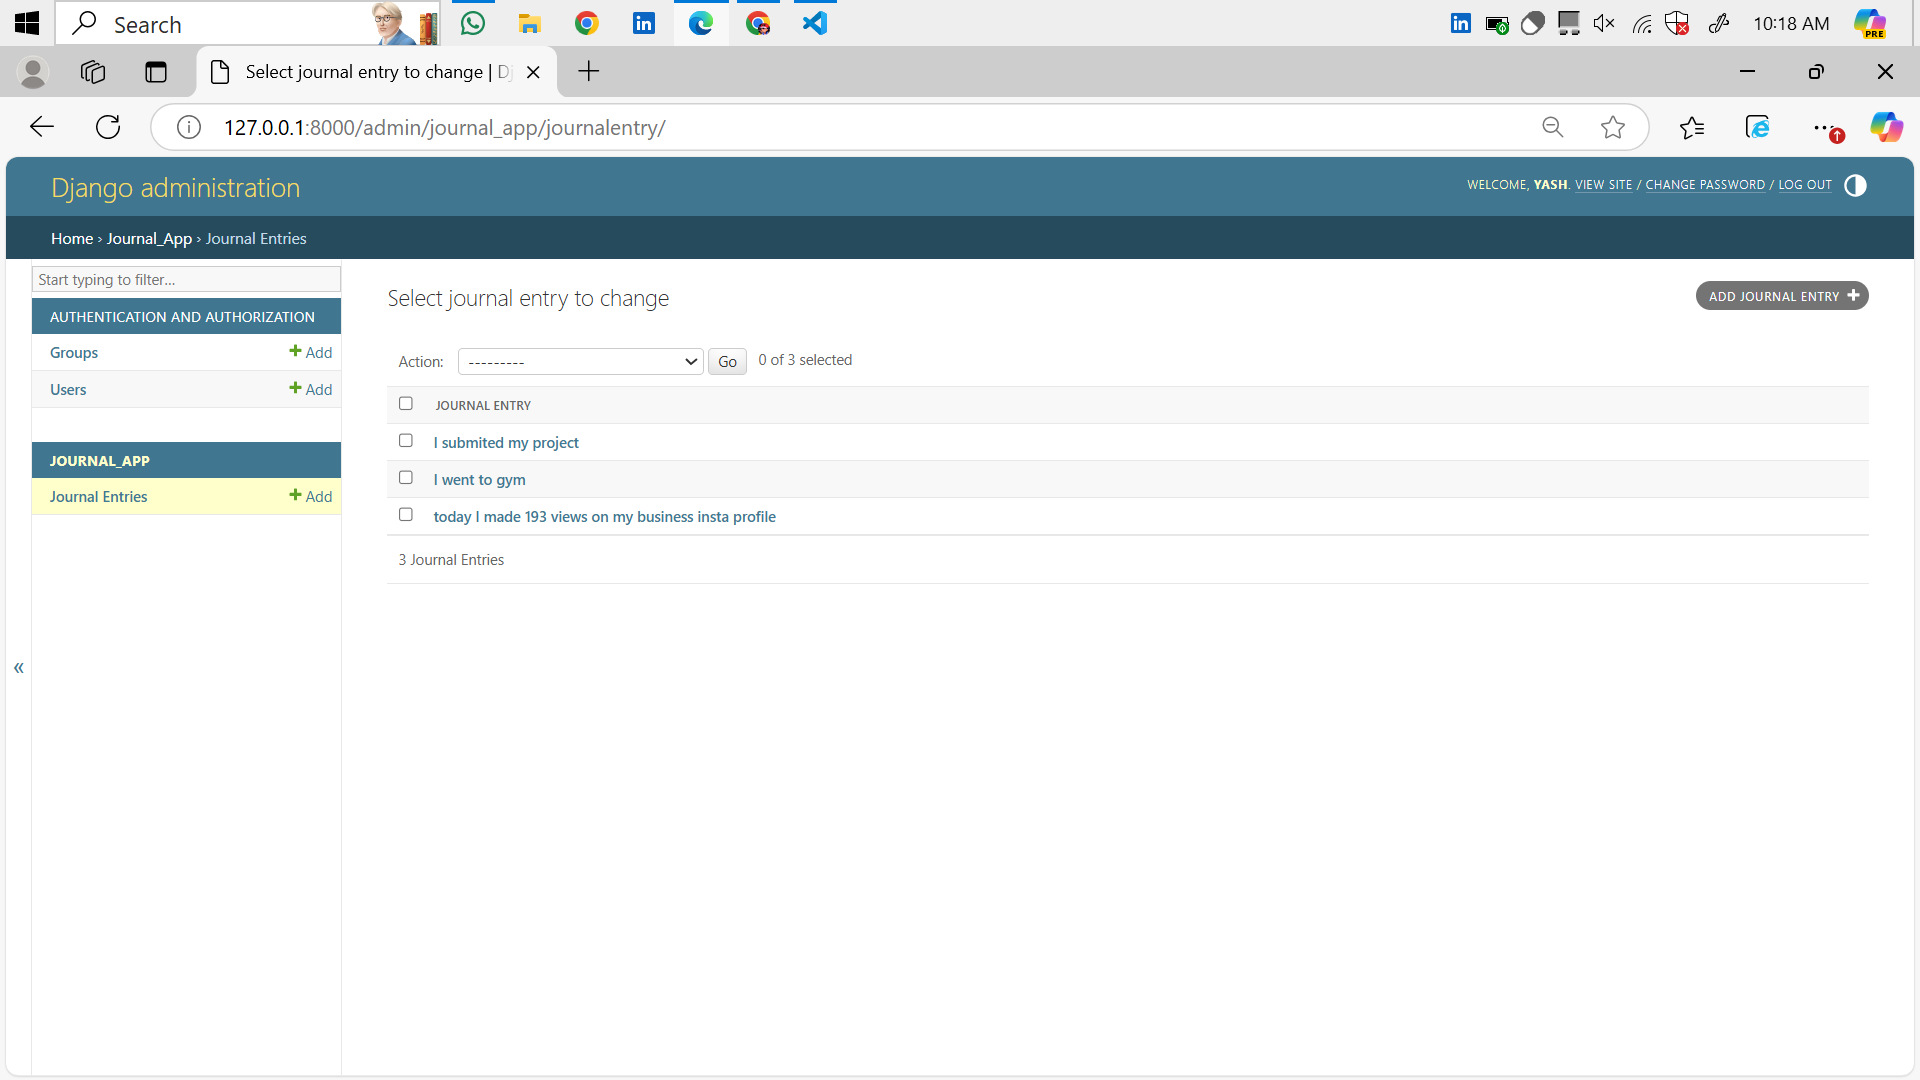 Search
10:18 AM
PRE
Select journal entry to change | Dj
127.0.0.1:8000/admin/journal_app/journalentry/
Django administration
WELCOME, YASH. VIEW SITE / CHANGE PASSWORD / LOG OUT
Home › Journal_App › Journal Entries
Start typing to filter...
AUTHENTICATION AND AUTHORIZATION
Groups
Add
Users
Add
JOURNAL_APP
Journal Entries
Add
«
Select journal entry to change
ADD JOURNAL ENTRY
Action: --------- Go 0 of 3 selected
JOURNAL ENTRY
I submited my project
I went to gym
today I made 193 views on my business insta profile
3 Journal Entries